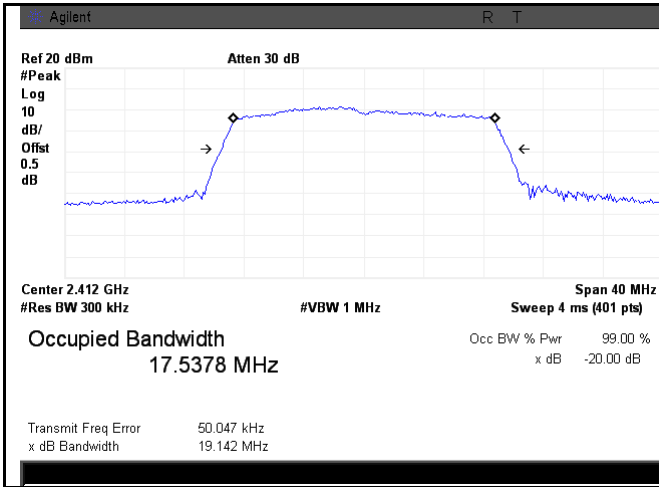 Agilent R T
Ref 20 dBm Atten 30 dB
#Peak
Log
10
dB/
Offst
0.5
dB
Center 2.412 GHz Span 40 MHz
#Res BW 300 kHz #VBW 1 MHz Sweep 4 ms (401 pts)
Occupied Bandwidth Occ BW % Pwr 99.00 %
17.5378 MHz x dB -20.00 dB
Transmit Freq Error 50.047 kHz
x dB Bandwidth 19.142 MHz